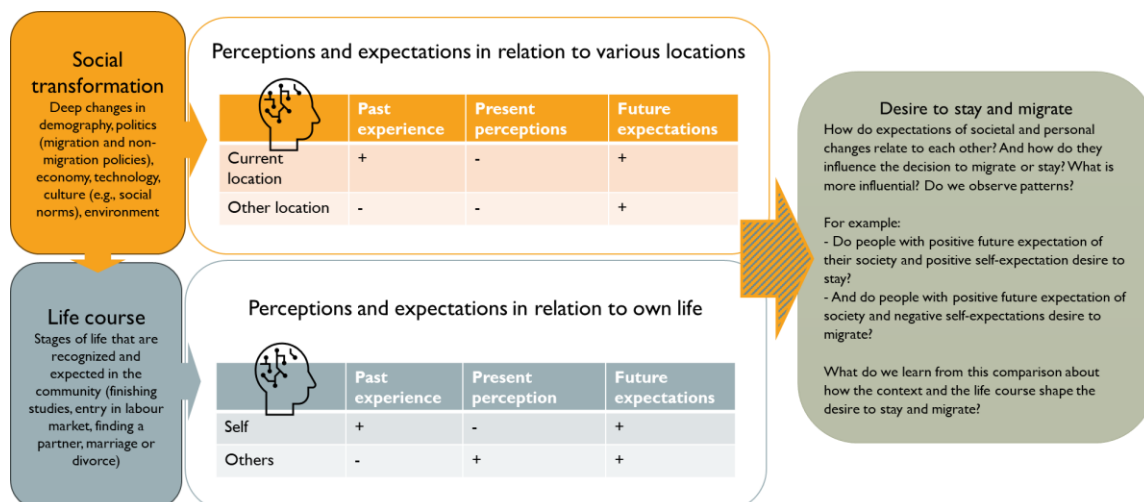 Social
transformation
Deep changes in
demography, politics
(migration and non-
migration policies),
economy, technology,
culture (e.g., social
norms), environment
Perceptions and expectations in relation to various locations
Past experience Present perceptions Future expectations
Current location + - +
Other location - - +
Life course
Stages of life that are
recognized and
expected in the
community (finishing
studies, entry in labour
market, finding a
partner, marriage or
divorce)
Perceptions and expectations in relation to own life
Past experience Present perception Future expectations
Self + - +
Others - + +
Desire to stay and migrate
How do expectations of societal and personal
changes relate to each other? And how do they
influence the decision to migrate or stay? What is
more influential? Do we observe patterns?
For example:
- Do people with positive future expectation of
their society and positive self-expectation desire to
stay?
- And do people with positive future expectation of
society and negative self-expectations desire to
migrate?
What do we learn from this comparison about
how the context and the life course shape the
desire to stay and migrate?